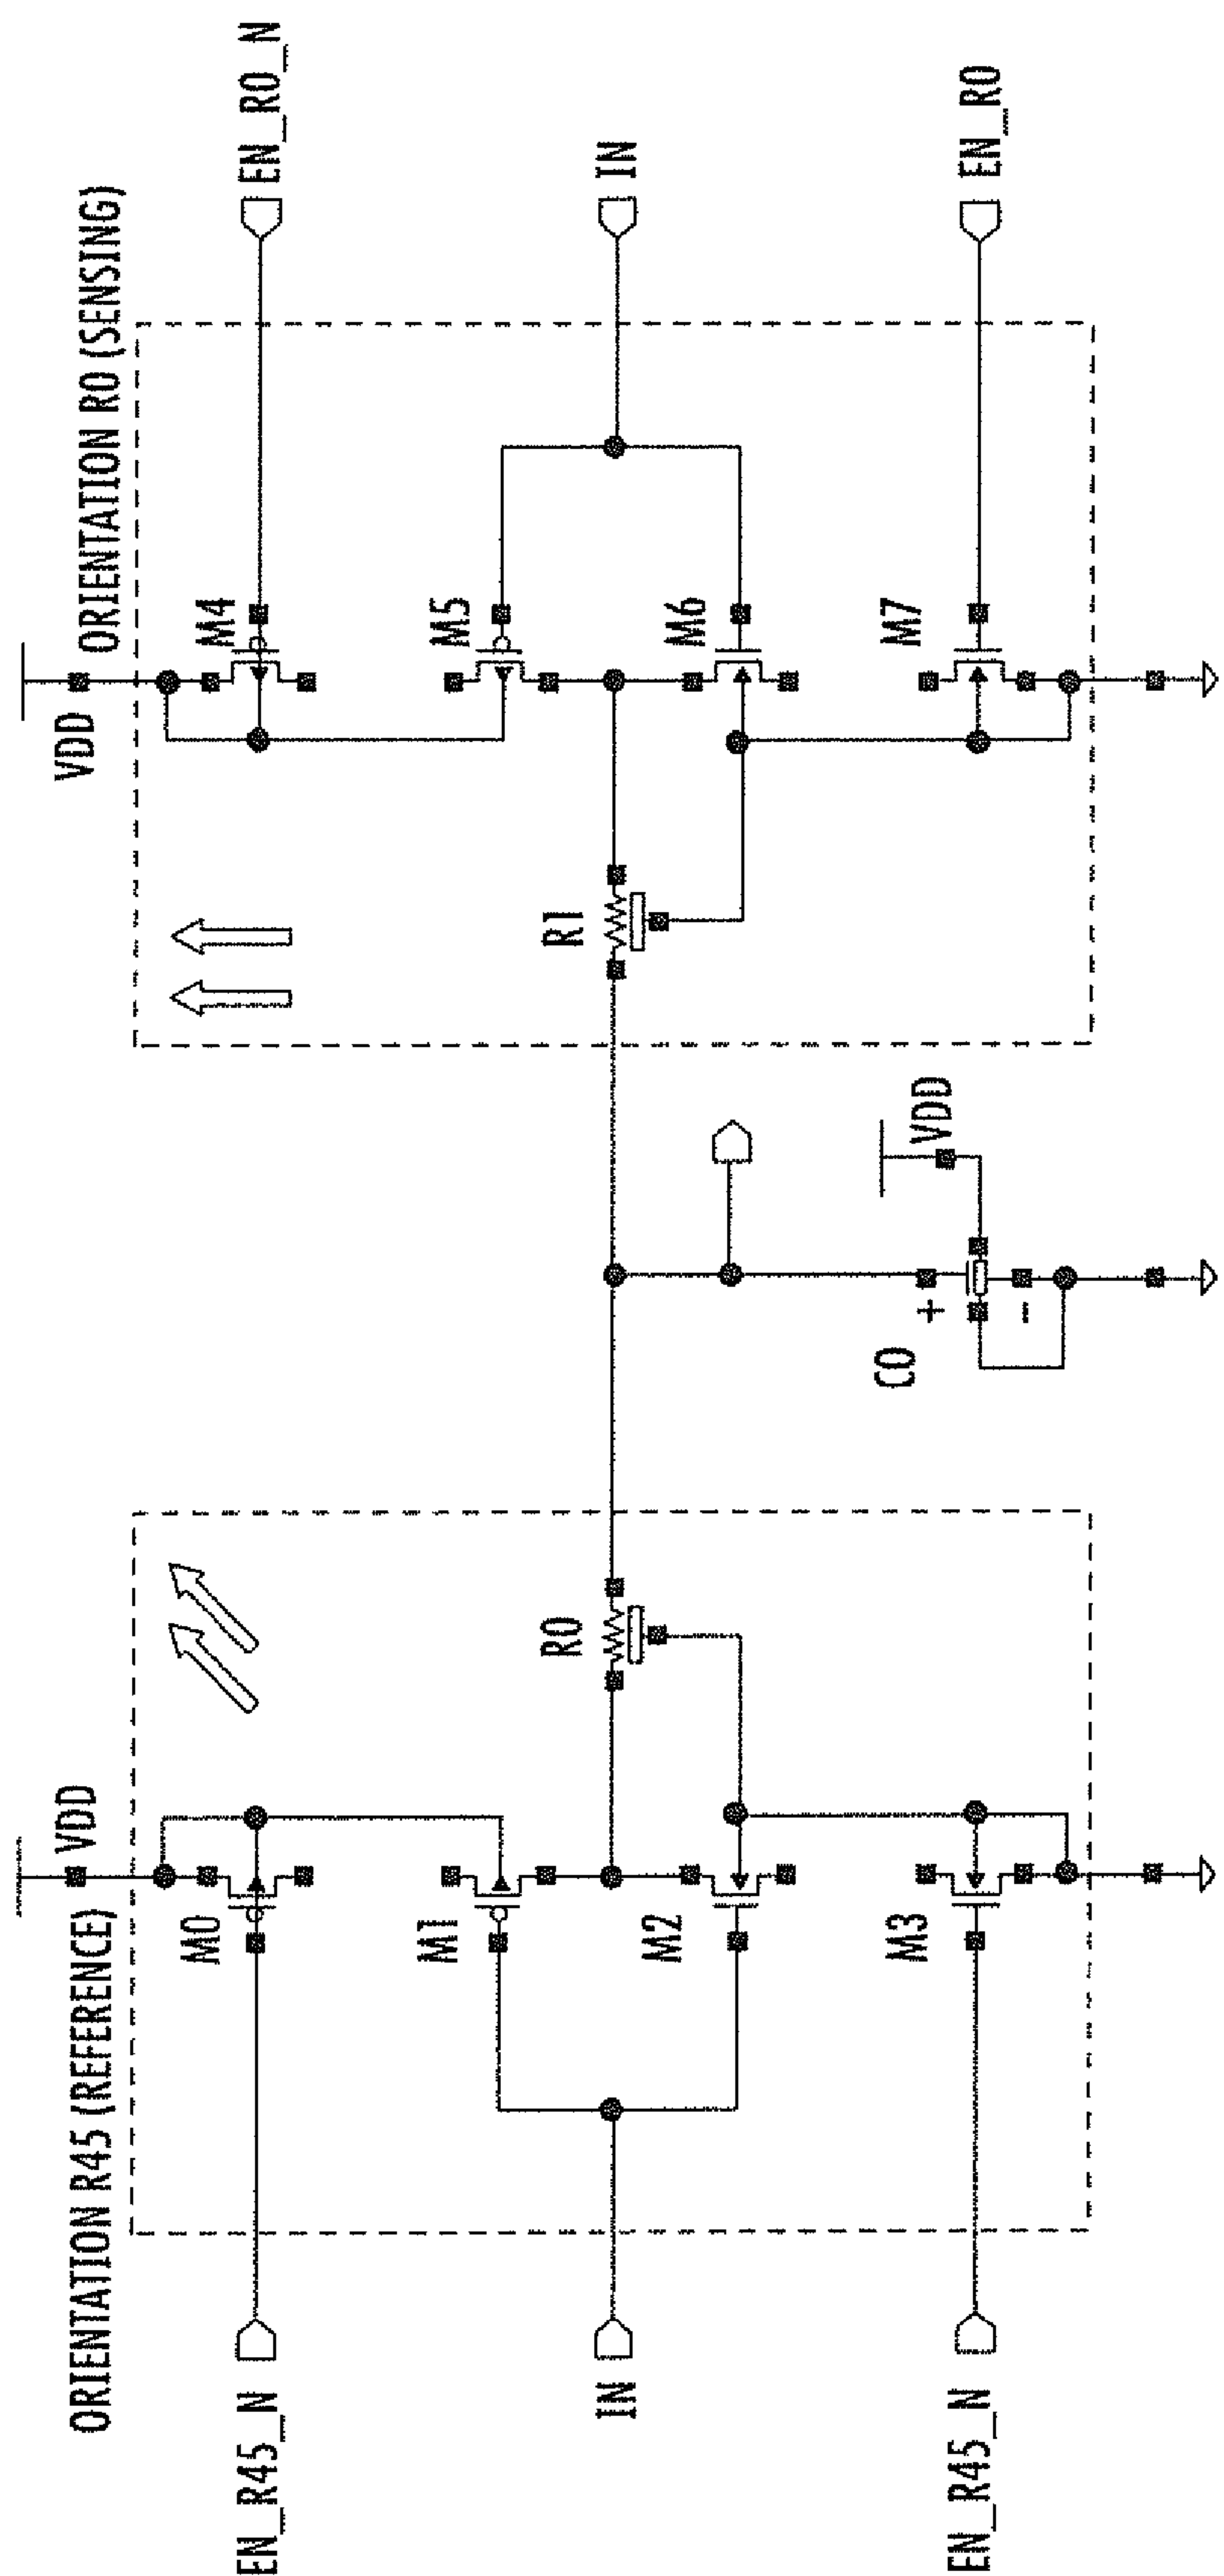 ORIENTATION R45 (REFERENCE)
VDD
VDD
ORIENTATION R0 (SENSING)
EN_R45_N
M0
M4
EN_R0_N
M1
M5
IN
R0
R1
IN
M2
M6
EN_R45_N
M3
C0
+
-
VDD
M7
EN_R0